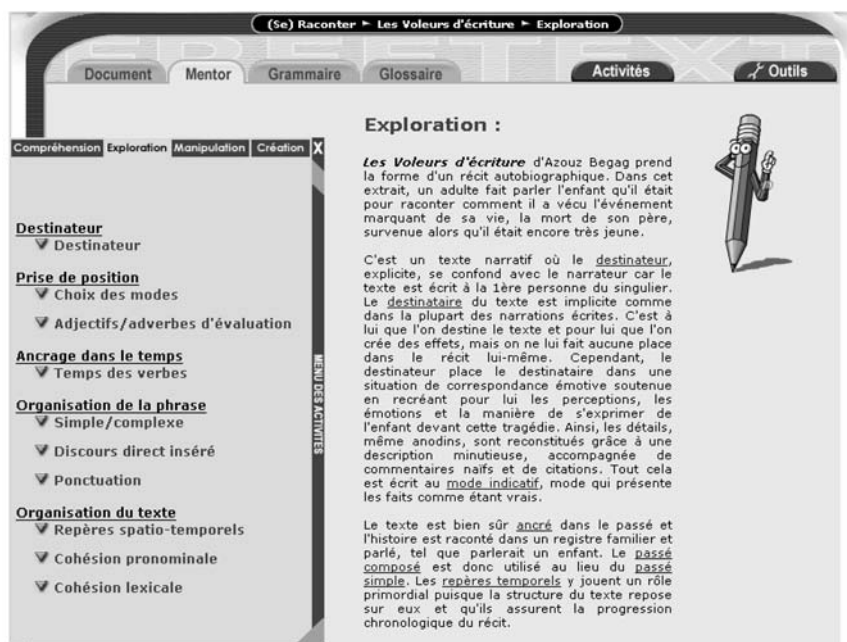 (Se) Raconter ► Les Voleurs d'écriture ► Exploration
FREETEXT
Document
Mentor
Grammaire
Glossaire
Activités
Outils
Compréhension
Exploration
Manipulation
Création
X
Destinateur
Destinateur
Prise de position
Choix des modes
Adjectifs/adverbes d'évaluation
Ancrage dans le temps
Temps des verbes
Organisation de la phrase
Simple/complexe
Discours direct inséré
Ponctuation
Organisation du texte
Repères spatio-temporels
Cohésion pronominale
Cohésion lexicale
MENU DES ACTIVITÉS
Exploration :
Les Voleurs d'écriture d'Azouz Begag prend
la forme d'un récit autobiographique. Dans cet
extrait, un adulte fait parler l'enfant qu'il était
pour raconter comment il a vécu l'événement
marquant de sa vie, la mort de son père,
survenue alors qu'il était encore très jeune.
C'est un texte narratif où le destinateur,
explicite, se confond avec le narrateur car le
texte est écrit à la 1ère personne du singulier.
Le destinataire du texte est implicite comme
dans la plupart des narrations écrites. C'est à
lui que l'on destine le texte et pour lui que l'on
crée des effets, mais on ne lui fait aucune place
dans le récit lui-même. Cependant, le
destinateur place le destinataire dans une
situation de correspondance émotive soutenue
en recréant pour lui les perceptions, les
émotions et la manière de s'exprimer de
l'enfant devant cette tragédie. Ainsi, les détails,
même anodins, sont reconstitués grâce à une
description minutieuse, accompagnée de
commentaires naïfs et de citations. Tout cela
est écrit au mode indicatif, mode qui présente
les faits comme étant vrais.
Le texte est bien sûr ancré dans le passé et
l'histoire est raconté dans un registre familier et
parlé, tel que parlerait un enfant. Le passé
composé est donc utilisé au lieu du passé
simple. Les repères temporels y jouent un rôle
primordial puisque la structure du texte repose
sur eux et qu'ils assurent la progression
chronologique du récit.